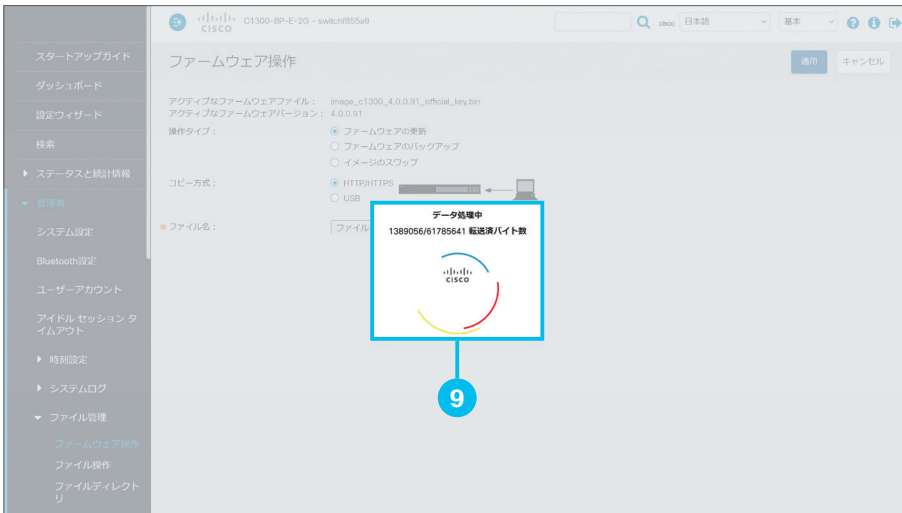 cisco
C1300-8P-E-2G - switchf855a9
cisco
日本語
基本
ファームウェア操作
適用
キャンセル
スタートアップガイド
ダッシュボード
設定ウィザード
検索
ステータスと統計情報
管理者
システム設定
Bluetooth設定
ユーザーアカウント
アイドル セッション タ
イムアウト
時刻設定
システムログ
ファイル管理
ファームウェア操作
ファイル操作
ファイルディレクト
リ
アクティブなファームウェアファイル： image_c1300_4.0.0.91_official_key.bin
アクティブなファームウェアバージョン： 4.0.0.91
操作タイプ：
ファームウェアの更新
ファームウェアのバックアップ
イメージのスワップ
コピー方式：
HTTP/HTTPS
USB
ファイル名：
ファイル
データ処理中
1389056/61785641 転送済バイト数
cisco
9